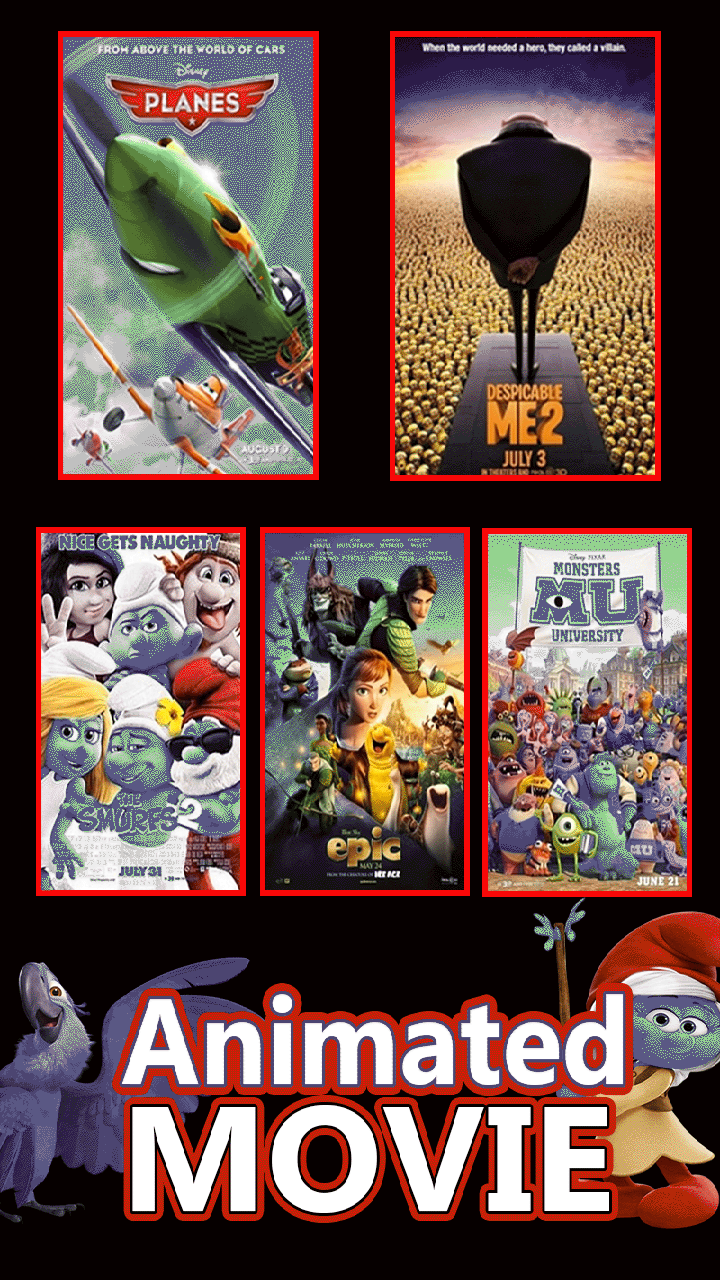 FROM ABOVE THE WORLD OF CARS
Disney
PLANES
AUGUST 9
When the world needed a hero, they called a villain.
DESPICABLE
ME 2
JULY 3
IN THEATERS AND
NICE GETS NAUGHTY
THE
SMURFS 2
JULY 31
epic
MAY 24
FROM THE CREATORS OF ICE AGE
Disney PIXAR
MONSTERS
MU
UNIVERSITY
MU
JUNE 21
Animated
MOVIE